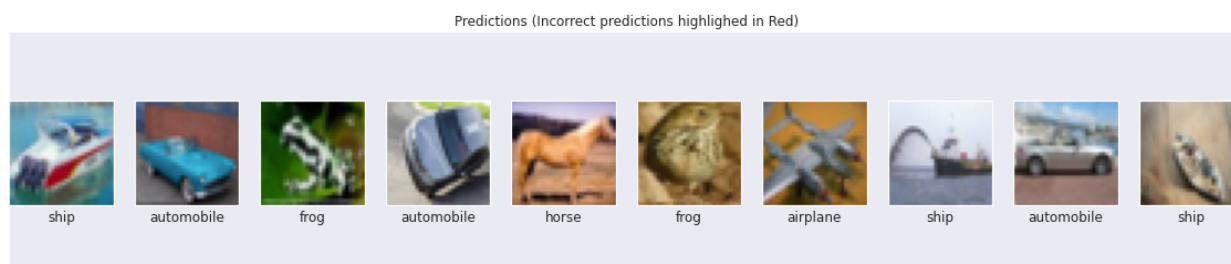 Predictions (Incorrect predictions highlighed in Red)
ship automobile frog automobile horse frog airplane ship automobile ship